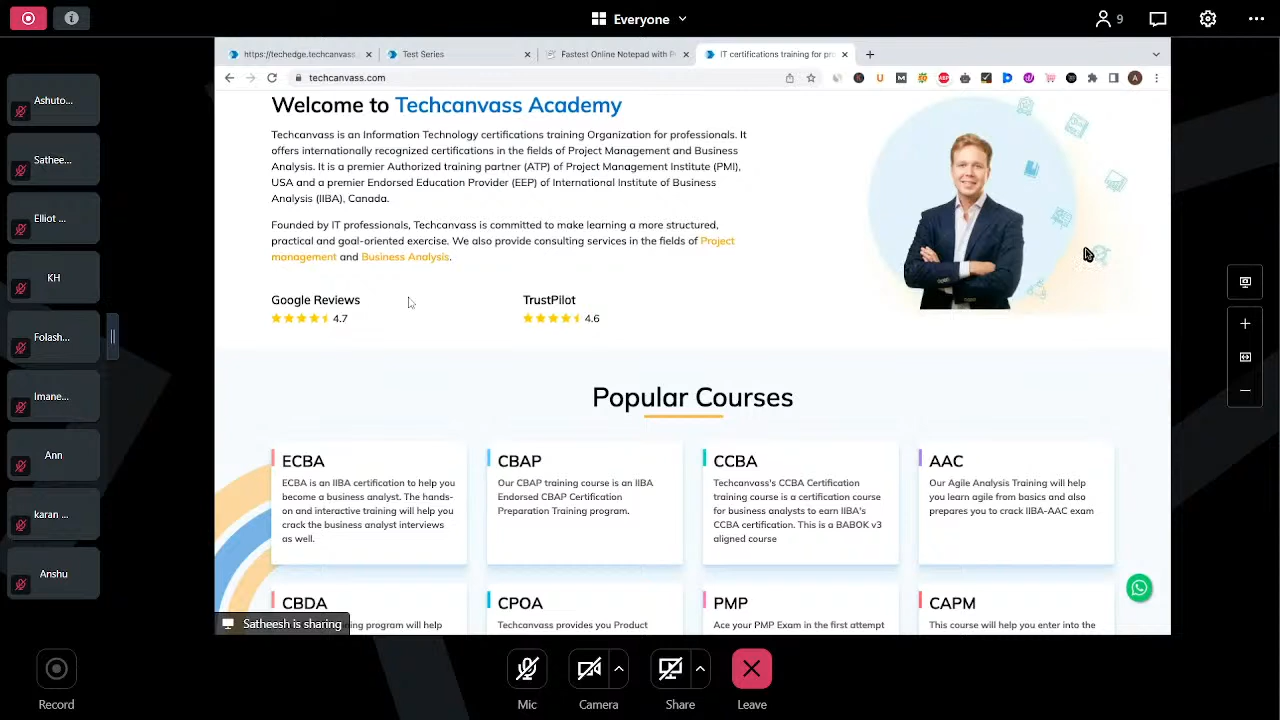 Everyone
9
https://techedge.techcanvass
Test Series
Fastest Online Notepad with
IT certifications training for pro
techcanvass.com
A
Welcome to Techcanvass Academy
Techcanvass is an Information Technology certifications training Organization for professionals. It
offers internationally recognized certifications in the fields of Project Management and Business
Analysis. It is a premier Authorized training partner (ATP) of Project Management Institute (PMI),
USA and a premier Endorsed Education Provider (EEP) of International Institute of Business
Analysis (IIBA), Canada.
Founded by IT professionals, Techcanvass is committed to make learning a more structured,
practical and goal-oriented exercise. We also provide consulting services in the fields of Project
management and Business Analysis.
Google Reviews
4.7
TrustPilot
4.6
Popular Courses
ECBA
ECBA is an IIBA certification to help you
become a business analyst. The hands-
on and interactive training will help you
crack the business analyst interviews
as well.
CBAP
Our CBAP training course is an IIBA
Endorsed CBAP Certification
Preparation Training program.
CCBA
Techcanvass's CCBA Certification
training course is a certification course
for business analysts to earn IIBA's
CCBA certification. This is a BABOK v3
aligned course
AAC
Our Agile Analysis Training will help
you learn agile from basics and also
prepares you to crack IIBA-AAC exam
CBDA
ing program will help
CPOA
Techcanvass provides you Product
PMP
Ace your PMP Exam in the first attempt
CAPM
This course will help you enter into the
Ashuto...
Sathee...
Elliot ...
KH
Folash...
Imane...
Ann
karan ...
Anshu
Satheesh is sharing
Record
Mic
Camera
Share
Leave